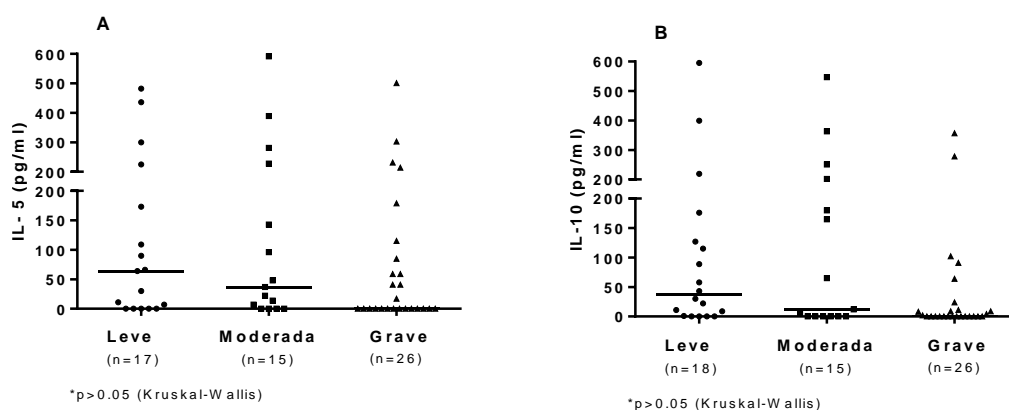 A
IL- 5 (pg/ml)
600
500
400
300
200
200
150
100
50
0
Leve Moderada Grave
(n=17) (n=15) (n=26)
*p>0.05 (Kruskal-Wallis)
B
IL-10 (pg/ml)
600
500
400
300
200
200
150
100
50
0
Leve Moderada Grave
(n=18) (n=15) (n=26)
*p>0.05 (Kruskal-Wallis)